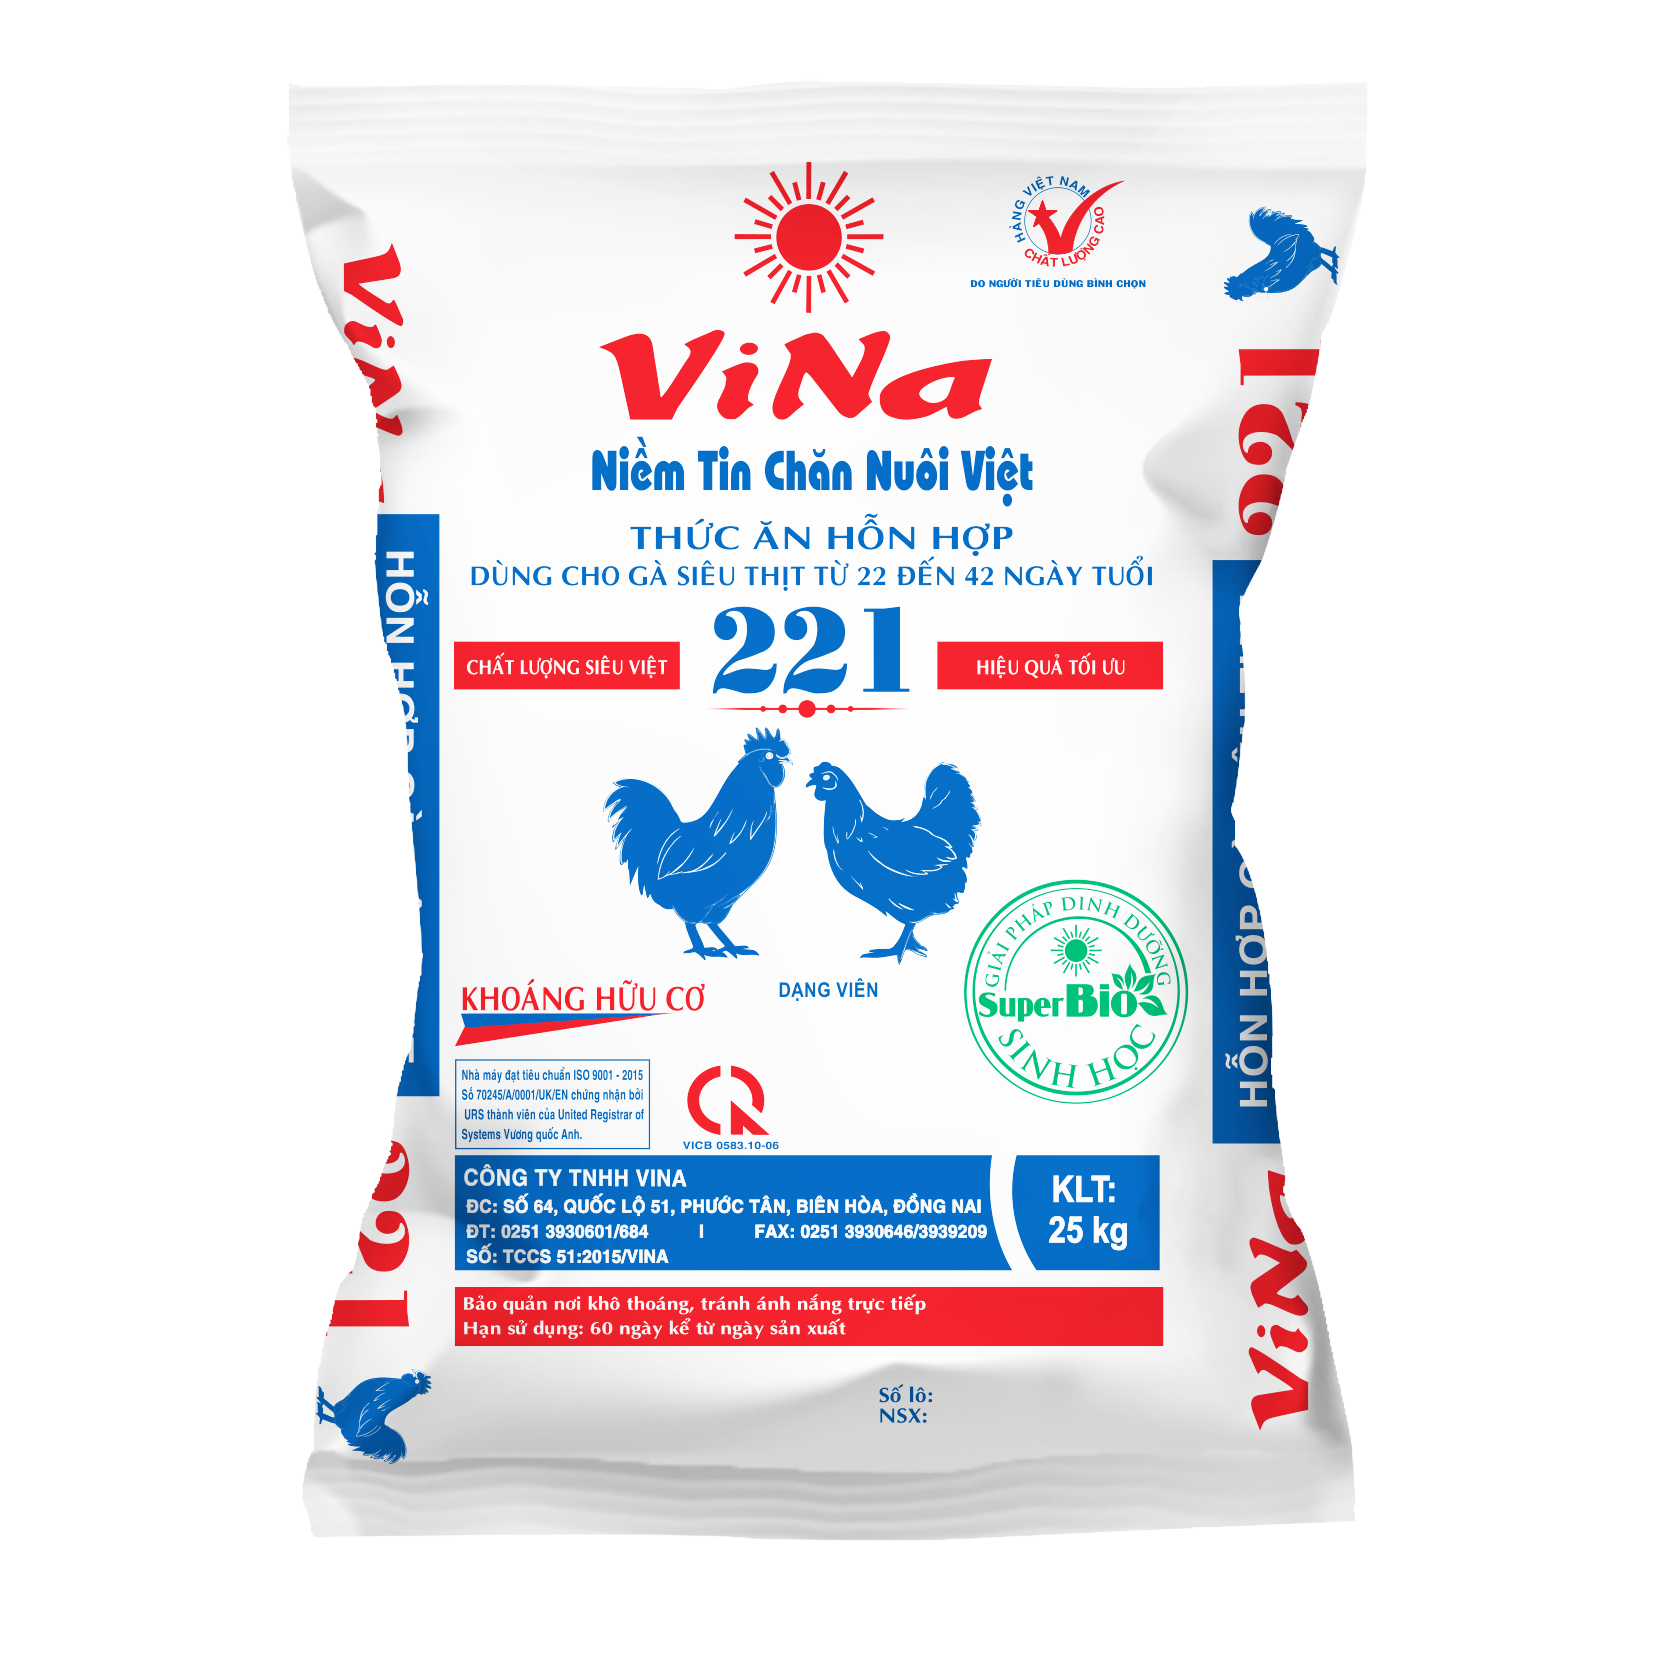 HÀNG VIỆT NAM
CHẤT LƯỢNG CAO
DO NGƯỜI TIÊU DÙNG BÌNH CHỌN
ViNa
Niềm Tin Chăn Nuôi Việt
THỨC ĂN HỖN HỢP
DÙNG CHO GÀ SIÊU THỊT TỪ 22 ĐẾN 42 NGÀY TUỔI
CHẤT LƯỢNG SIÊU VIỆT
221
HIỆU QUẢ TỐI ƯU
GIẢI PHÁP DINH DƯỠNG
SuperBio
SINH HỌC
KHOÁNG HỮU CƠ
DẠNG VIÊN
Nhà máy đạt tiêu chuẩn ISO 9001 - 2015
Số 70245/A/0001/UK/EN chứng nhận bởi
URS thành viên của United Registrar of
Systems Vương quốc Anh.
VICB 0583.10-06
CÔNG TY TNHH VINA
ĐC: SỐ 64, QUỐC LỘ 51, PHƯỚC TÂN, BIÊN HÒA, ĐỒNG NAI
ĐT: 0251 3930601/684 | FAX: 0251 3930646/3939209
SỐ: TCCS 51:2015/VINA
KLT:
25 kg
Bảo quản nơi khô thoáng, tránh ánh nắng trực tiếp
Hạn sử dụng: 60 ngày kể từ ngày sản xuất
Số lô:
NSX:
HỖN HỢP
HỖN HỢP
ViNa